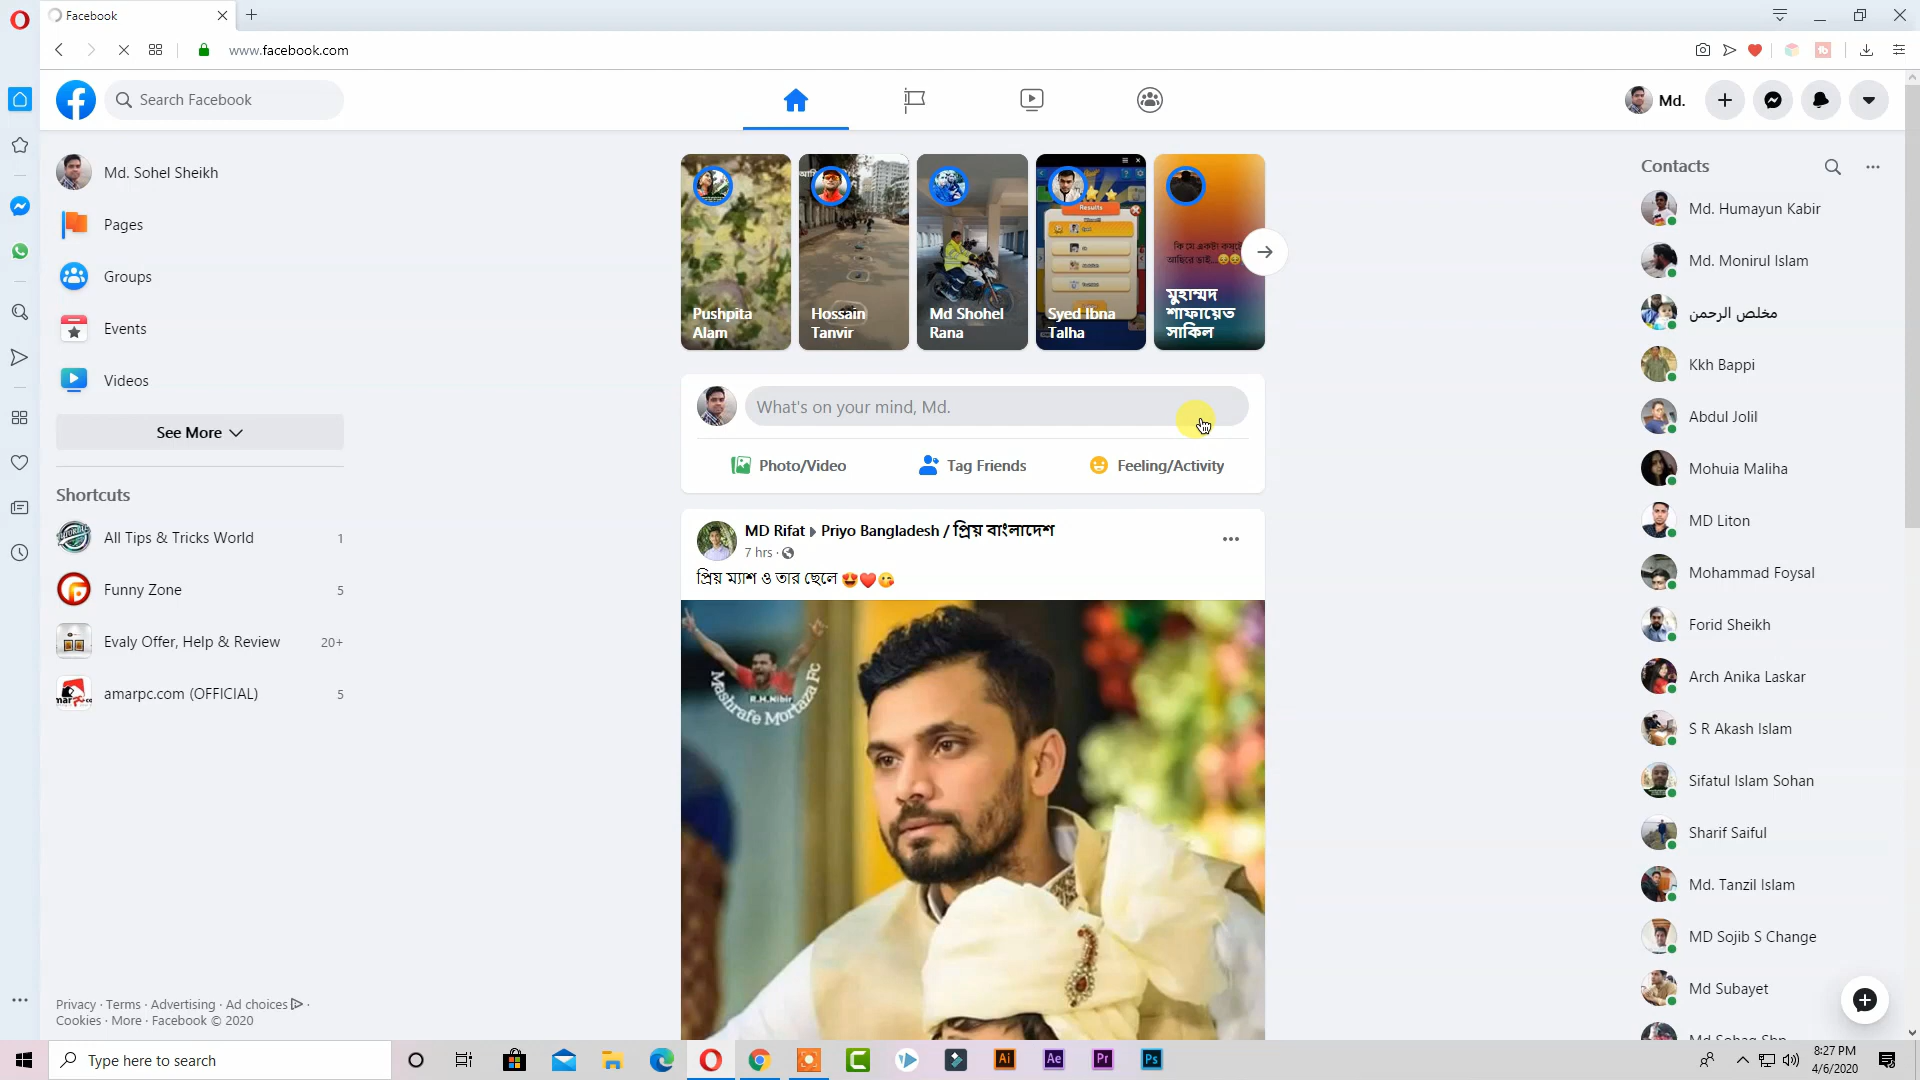 Facebook
www.facebook.com
Search Facebook
Md.
Md. Sohel Sheikh
Pages
Groups
Events
Videos
See More
Shortcuts
All Tips & Tricks World 1
Funny Zone 5
Evaly Offer, Help & Review 20+
amarpc.com (OFFICIAL) 5
Privacy · Terms · Advertising · Ad choices ·
Cookies · More · Facebook © 2020
Pushpita
Alam
Hossain
Tanvir
Md Shohel
Rana
Results
Syed Ibna
Talha
মুহাম্মদ
শাফায়েত
সাকিল
What's on your mind, Md.
Photo/Video
Tag Friends
Feeling/Activity
MD Rifat ▸ Priyo Bangladesh / প্রিয় বাংলাদেশ
7 hrs ·
প্রিয় ম্যাশ ও তার ছেলে 😍❤️😋
R.H.Nibir
Mashrafe Mortaza Fc
Contacts
Md. Humayun Kabir
Md. Monirul Islam
مخلص الرحمن
Kkh Bappi
Abdul Jolil
Mohuia Maliha
MD Liton
Mohammad Foysal
Forid Sheikh
Arch Anika Laskar
S R Akash Islam
Sifatul Islam Sohan
Sharif Saiful
Md. Tanzil Islam
MD Sojib S Change
Md Subayet
Type here to search
Ai
Ae
Pr
Ps
8:27 PM
4/6/2020